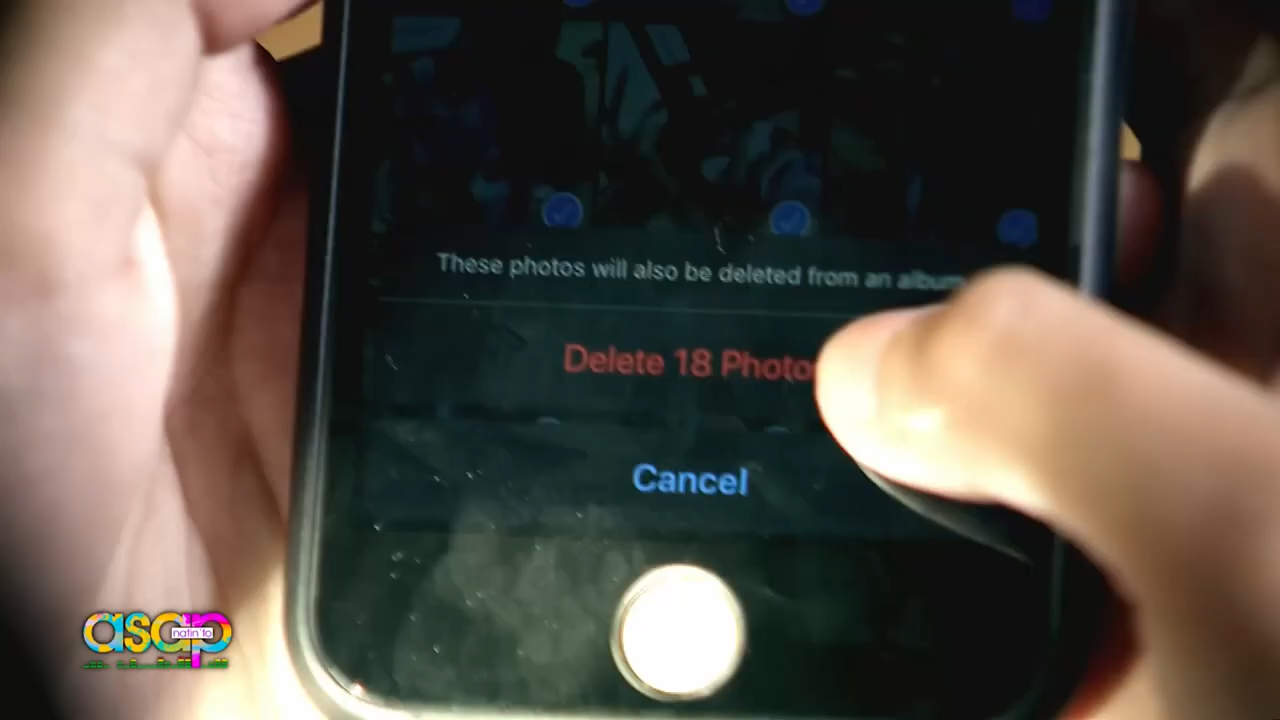 These photos will also be deleted from an album
Delete 18 Photo
Cancel
asap
natin'to